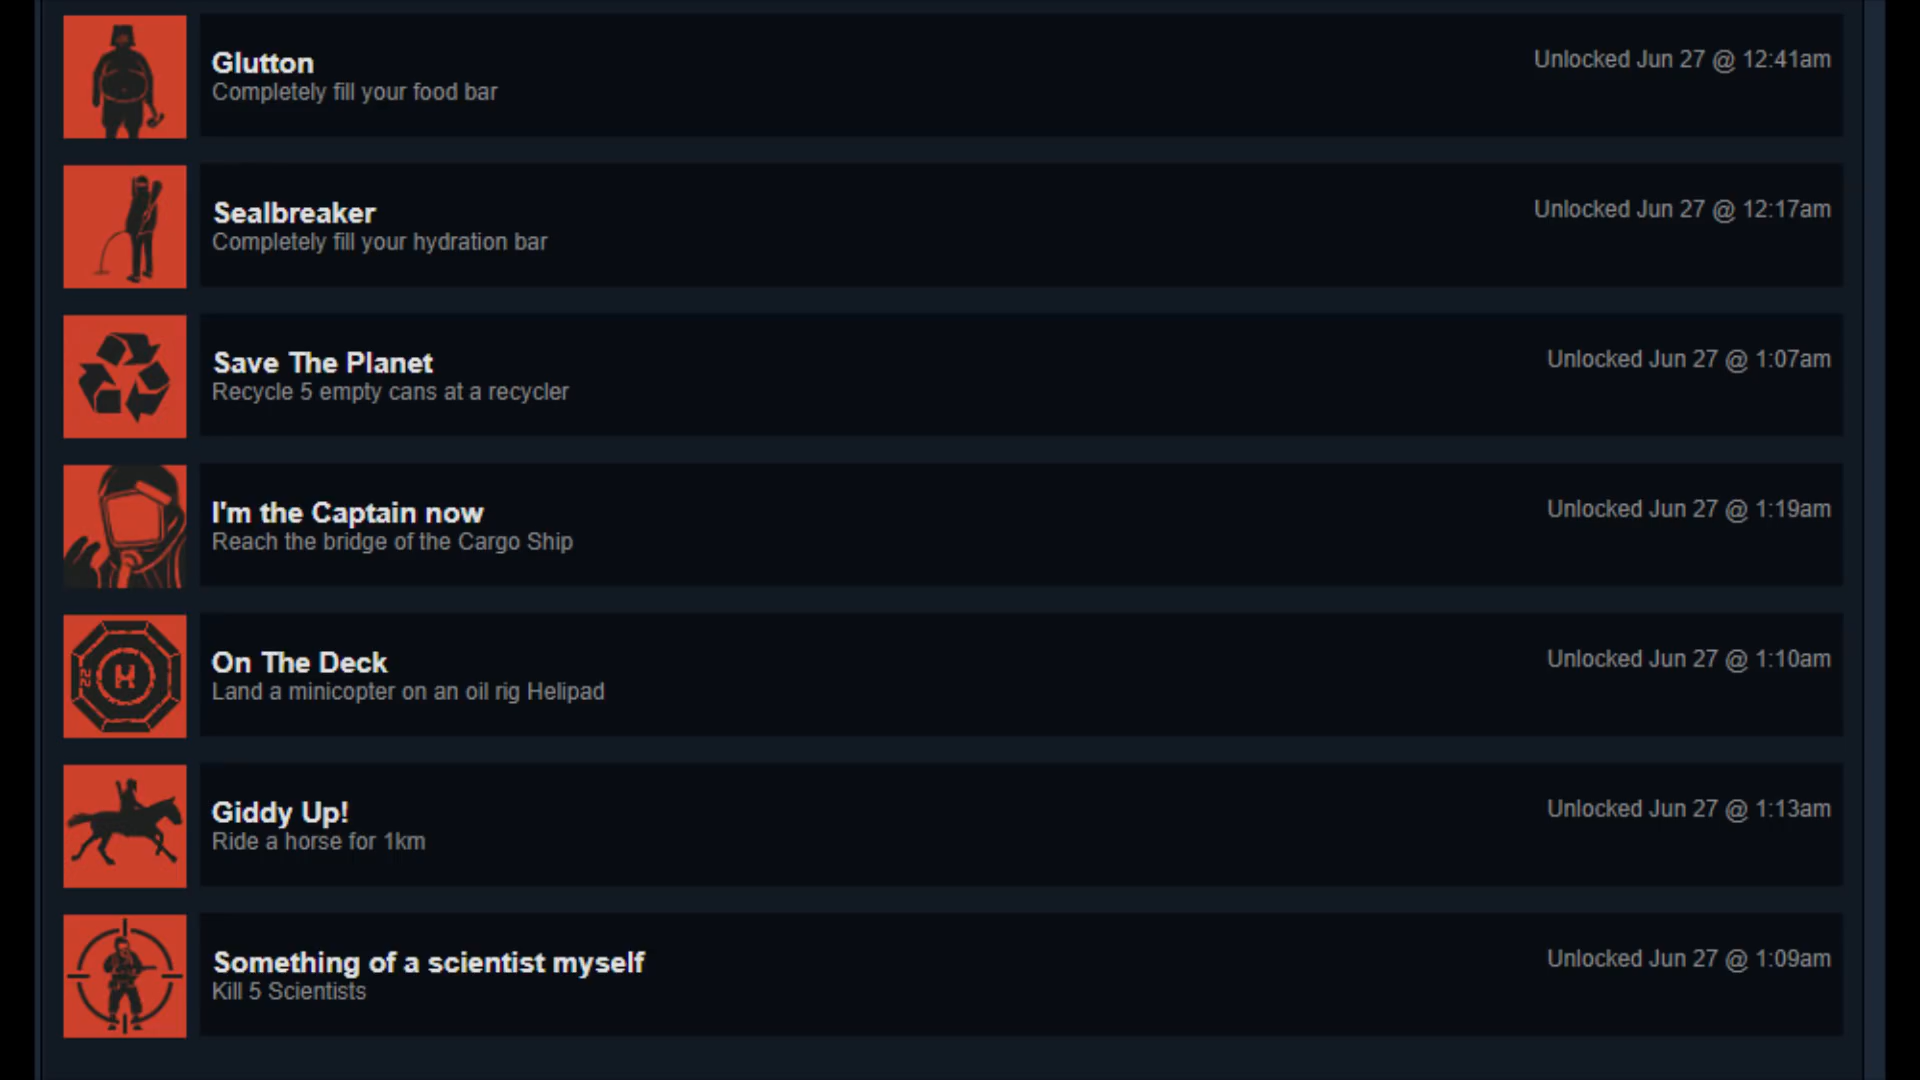 Glutton
Completely fill your food bar
Unlocked Jun 27 @ 12:41am
Sealbreaker
Completely fill your hydration bar
Unlocked Jun 27 @ 12:17am
Save The Planet
Recycle 5 empty cans at a recycler
Unlocked Jun 27 @ 1:07am
I'm the Captain now
Reach the bridge of the Cargo Ship
Unlocked Jun 27 @ 1:19am
H
22
On The Deck
Land a minicopter on an oil rig Helipad
Unlocked Jun 27 @ 1:10am
Giddy Up!
Ride a horse for 1km
Unlocked Jun 27 @ 1:13am
Something of a scientist myself
Kill 5 Scientists
Unlocked Jun 27 @ 1:09am